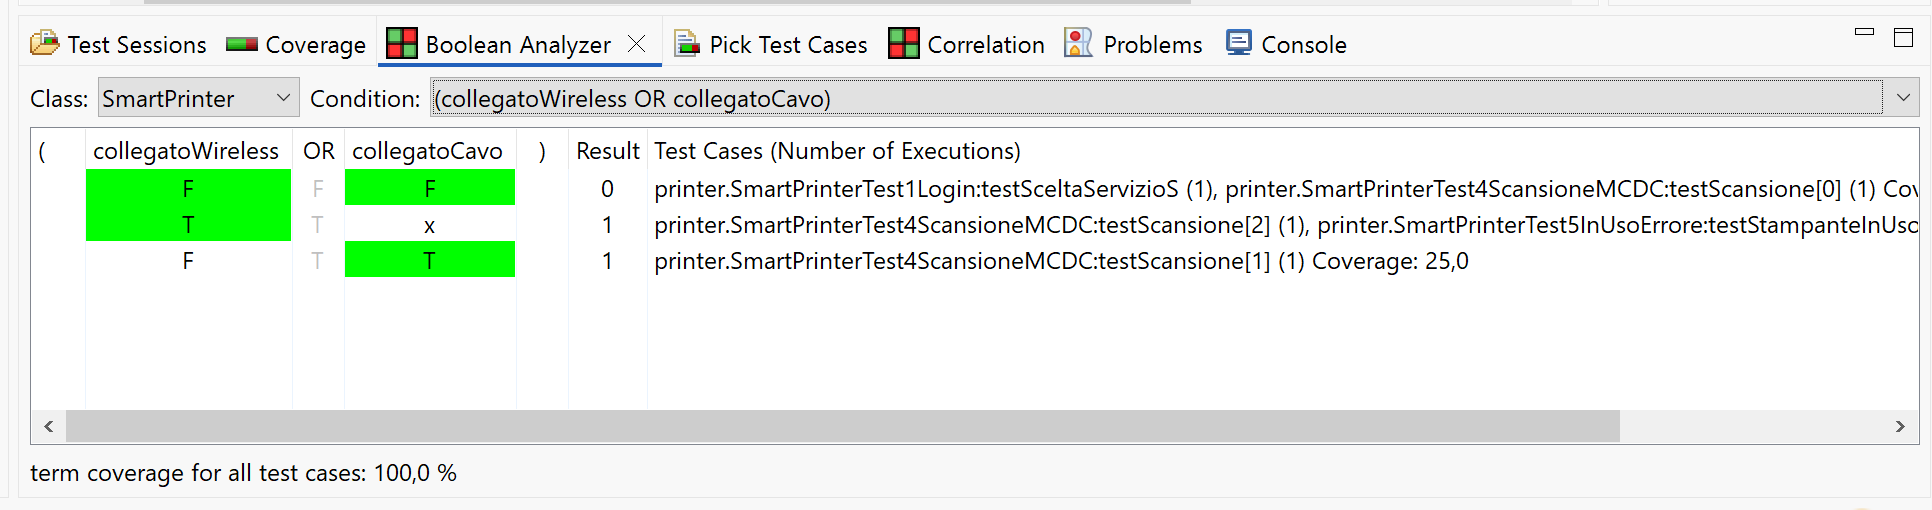 Test Sessions Coverage Boolean Analyzer Pick Test Cases Correlation Problems Console
Class: SmartPrinter Condition: (collegatoWireless OR collegatoCavo)
( collegatoWireless OR collegatoCavo ) Result Test Cases (Number of Executions)
F F F 0 printer.SmartPrinterTest1Login:testSceltaServizioS (1), printer.SmartPrinterTest4ScansioneMCDC:testScansione[0] (1) Cov
T T x 1 printer.SmartPrinterTest4ScansioneMCDC:testScansione[2] (1), printer.SmartPrinterTest5InUsoErrore:testStampanteInUso
F T T 1 printer.SmartPrinterTest4ScansioneMCDC:testScansione[1] (1) Coverage: 25,0
term coverage for all test cases: 100,0 %